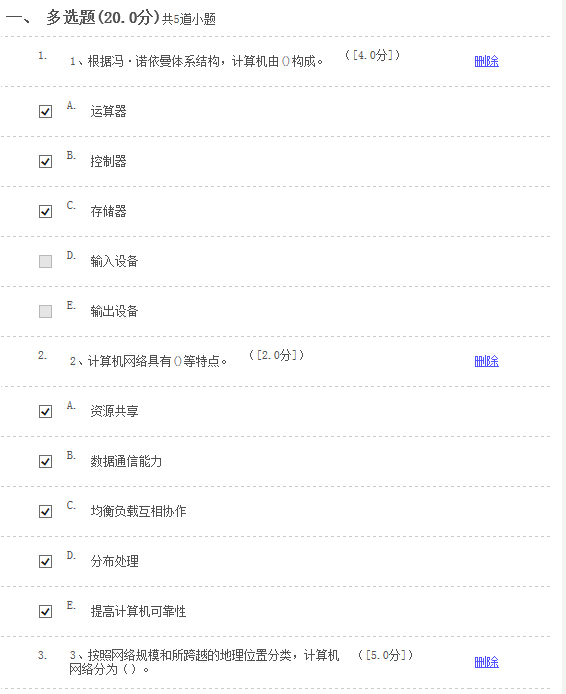 一、 多选题(20.0分)共5道小题
1. 1、根据冯·诺依曼体系结构，计算机由()构成。 （[4.0分]） 删除
A. 运算器
B. 控制器
C. 存储器
D. 输入设备
E. 输出设备
2. 2、计算机网络具有()等特点。 （[2.0分]） 删除
A. 资源共享
B. 数据通信能力
C. 均衡负载互相协作
D. 分布处理
E. 提高计算机可靠性
3. 3、按照网络规模和所跨越的地理位置分类，计算机 （[5.0分]） 删除
网络分为（）。